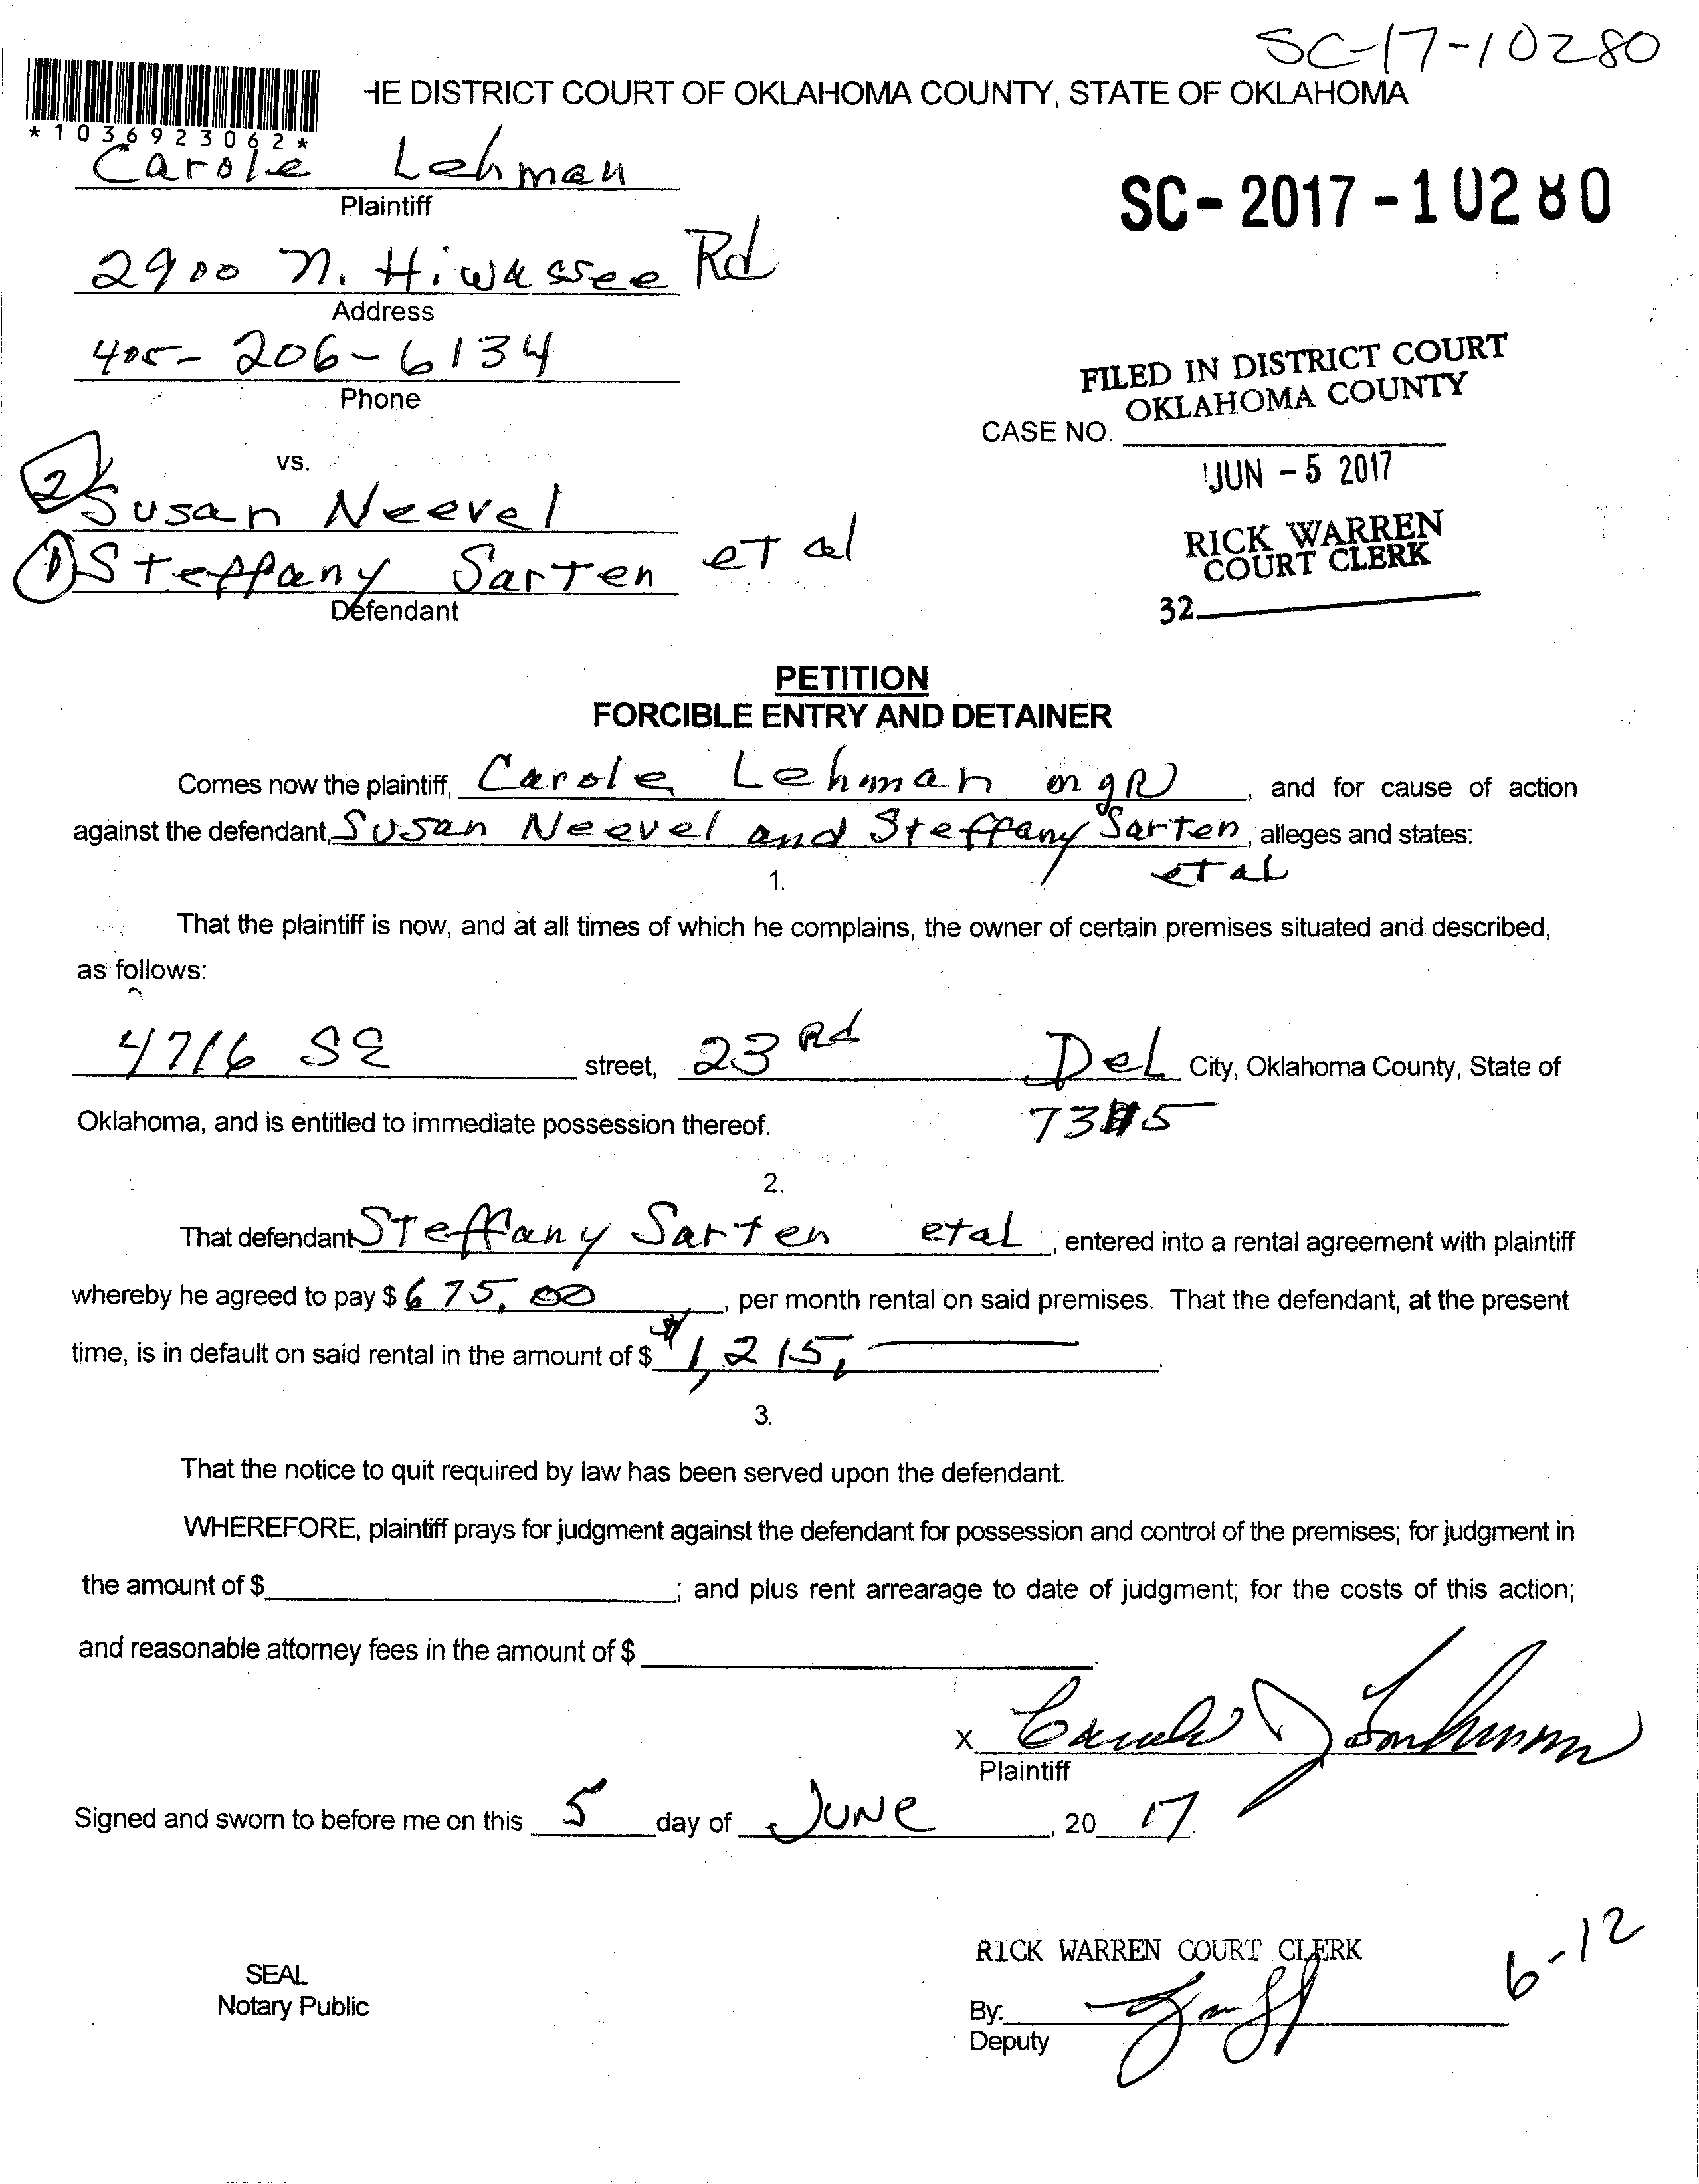 SC-17-10280
HE DISTRICT COURT OF OKLAHOMA COUNTY, STATE OF OKLAHOMA
*1036923062*
Carole Lehman
Plaintiff
SC-2017-10280
2900 N. Hiwassee Rd
Address
405-206-6134
Phone
FILED IN DISTRICT COURT
OKLAHOMA COUNTY
CASE NO.
vs.
JUN -5 2017
2 Susan Neevel
RICK WARREN
COURT CLERK
1 Steffany Sarten et al
Defendant
32
PETITION
FORCIBLE ENTRY AND DETAINER
Comes now the plaintiff, Carole Lehman mgR, and for cause of action
against the defendant, Susan Neevel and Steffany Sarten, alleges and states:
et al
1.
That the plaintiff is now, and at all times of which he complains, the owner of certain premises situated and described,
as follows:
4716 SE street, 23 Rd Del City, Oklahoma County, State of
Oklahoma, and is entitled to immediate possession thereof.
2.
That defendant Steffany Sarten etal, entered into a rental agreement with plaintiff
whereby he agreed to pay $ 675.00, per month rental on said premises. That the defendant, at the present
time, is in default on said rental in the amount of $ $1,215,
3.
That the notice to quit required by law has been served upon the defendant.
WHEREFORE, plaintiff prays for judgment against the defendant for possession and control of the premises; for judgment in
the amount of $ ; and plus rent arrearage to date of judgment; for the costs of this action;
and reasonable attorney fees in the amount of $ .
x
Plaintiff
Signed and sworn to before me on this 5 day of JUNE, 20 17.
RICK WARREN COURT CLERK
6-12
SEAL
Notary Public
By:
Deputy